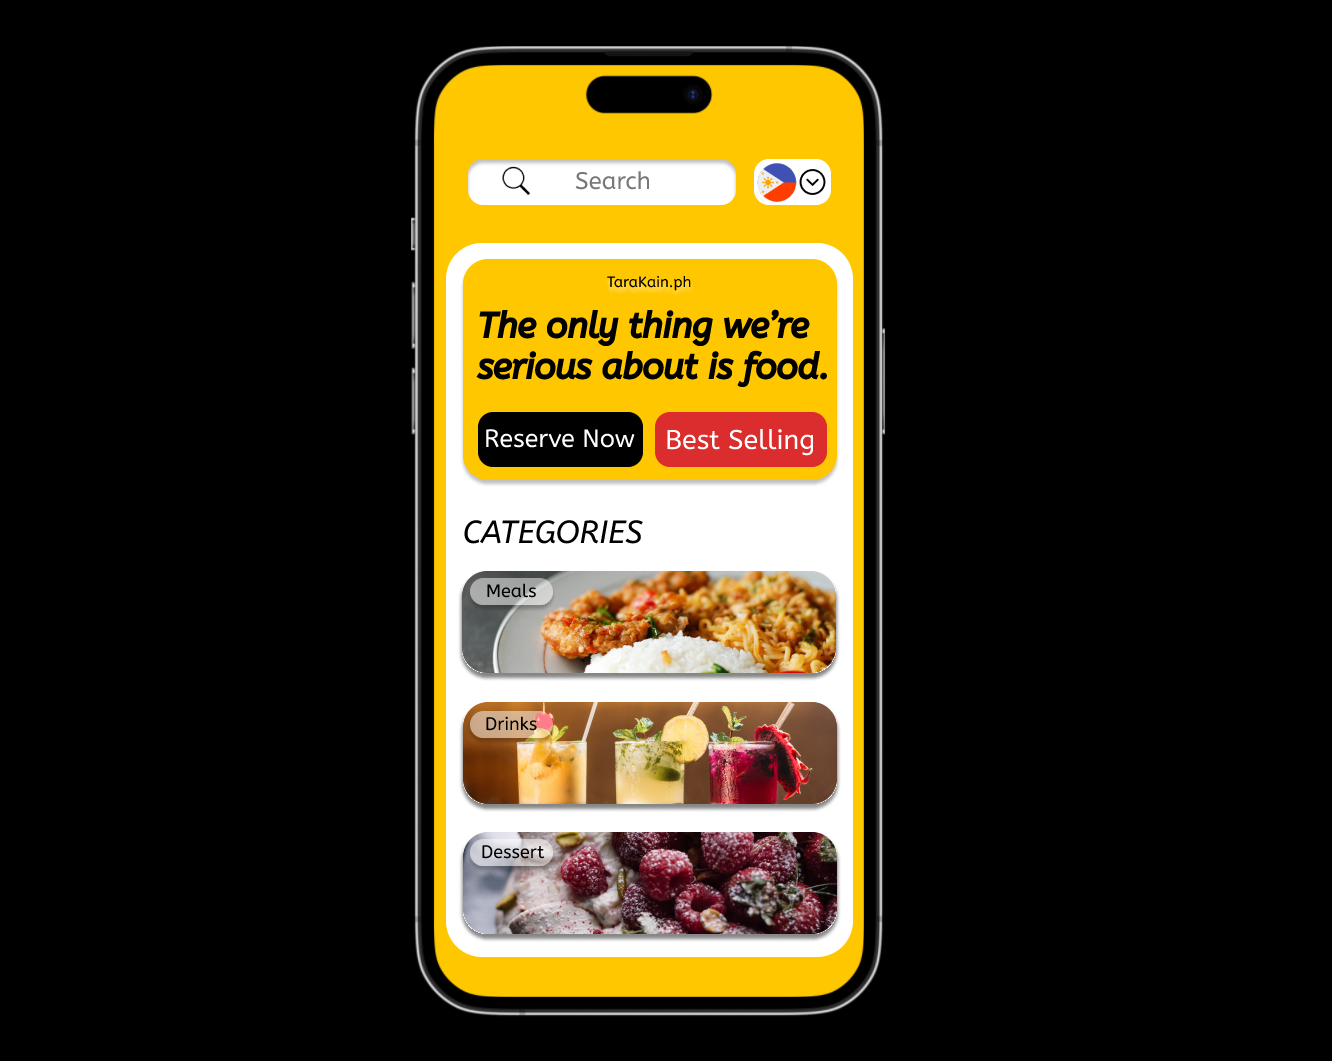 Search
TaraKain.ph
The only thing we’re
serious about is food.
Reserve Now
Best Selling
CATEGORIES
Meals
Drinks
Dessert